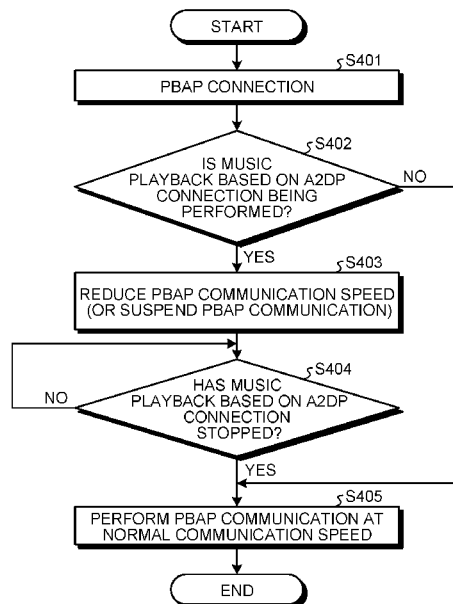 START
S401
PBAP CONNECTION
S402
IS MUSIC
PLAYBACK BASED ON A2DP
CONNECTION BEING
PERFORMED?
NO
YES
S403
REDUCE PBAP COMMUNICATION SPEED
(OR SUSPEND PBAP COMMUNICATION)
S404
HAS MUSIC
PLAYBACK BASED ON A2DP
CONNECTION
STOPPED?
NO
YES
S405
PERFORM PBAP COMMUNICATION AT
NORMAL COMMUNICATION SPEED
END